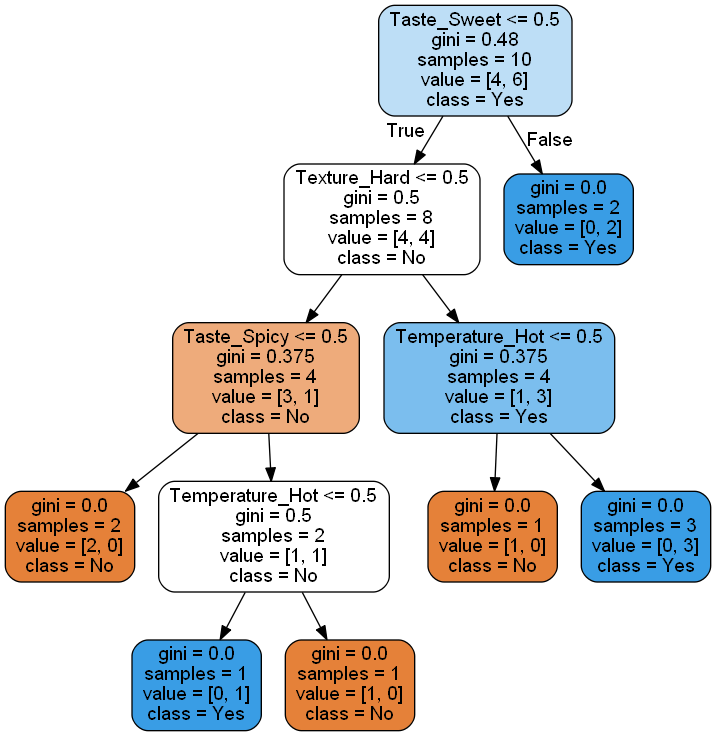 Taste_Sweet <= 0.5
gini = 0.48
samples = 10
value = [4, 6]
class = Yes
True
False
Texture_Hard <= 0.5
gini = 0.5
samples = 8
value = [4, 4]
class = No
gini = 0.0
samples = 2
value = [0, 2]
class = Yes
Taste_Spicy <= 0.5
gini = 0.375
samples = 4
value = [3, 1]
class = No
Temperature_Hot <= 0.5
gini = 0.375
samples = 4
value = [1, 3]
class = Yes
gini = 0.0
samples = 2
value = [2, 0]
class = No
Temperature_Hot <= 0.5
gini = 0.5
samples = 2
value = [1, 1]
class = No
gini = 0.0
samples = 1
value = [1, 0]
class = No
gini = 0.0
samples = 3
value = [0, 3]
class = Yes
gini = 0.0
samples = 1
value = [0, 1]
class = Yes
gini = 0.0
samples = 1
value = [1, 0]
class = No